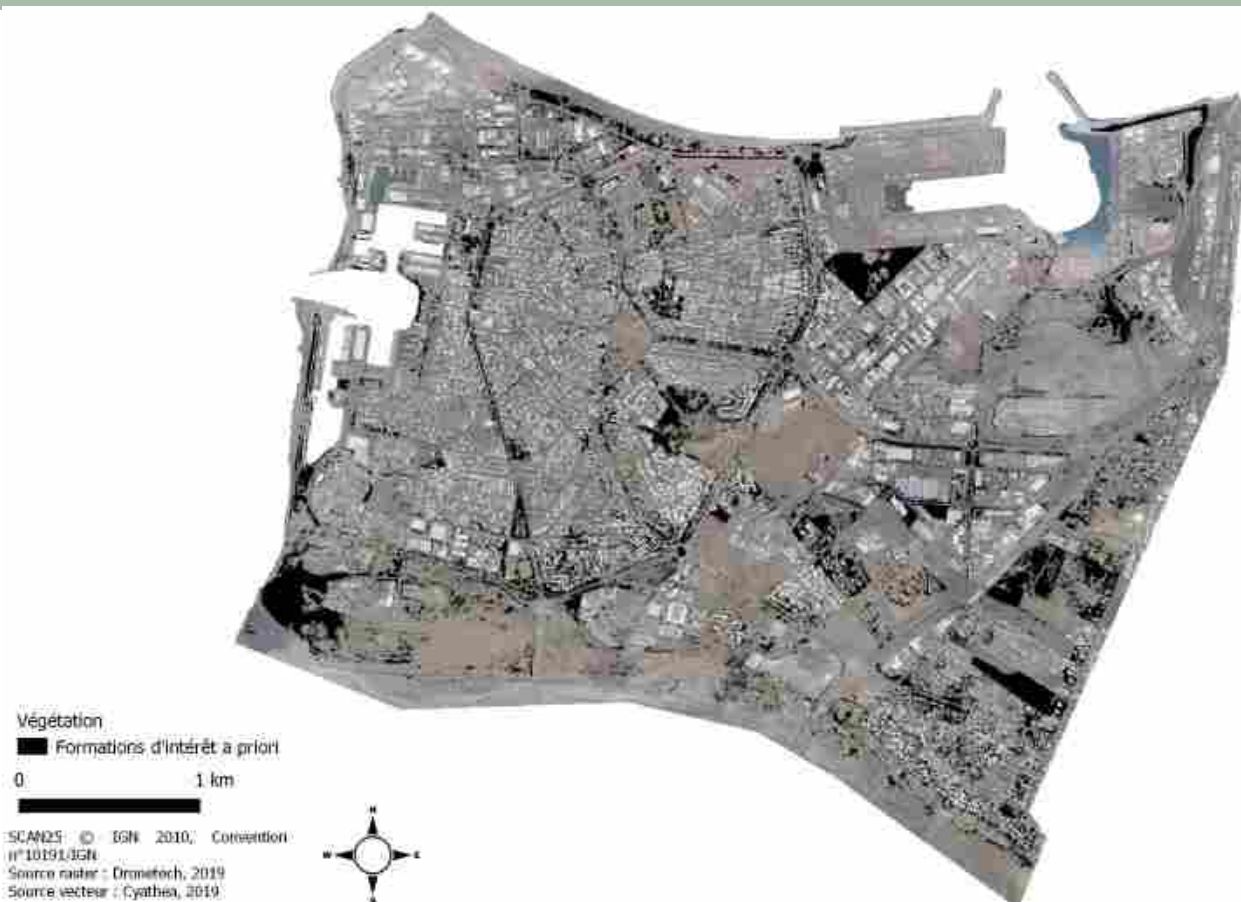 Végétation
Formations d'intérêt a priori
0 1 km
SCAN25 © IGN 2010, Convention
n°10191/IGN
Source raster : Dronetech, 2019
Source vecteur : Cyathea, 2019
N
W E
S